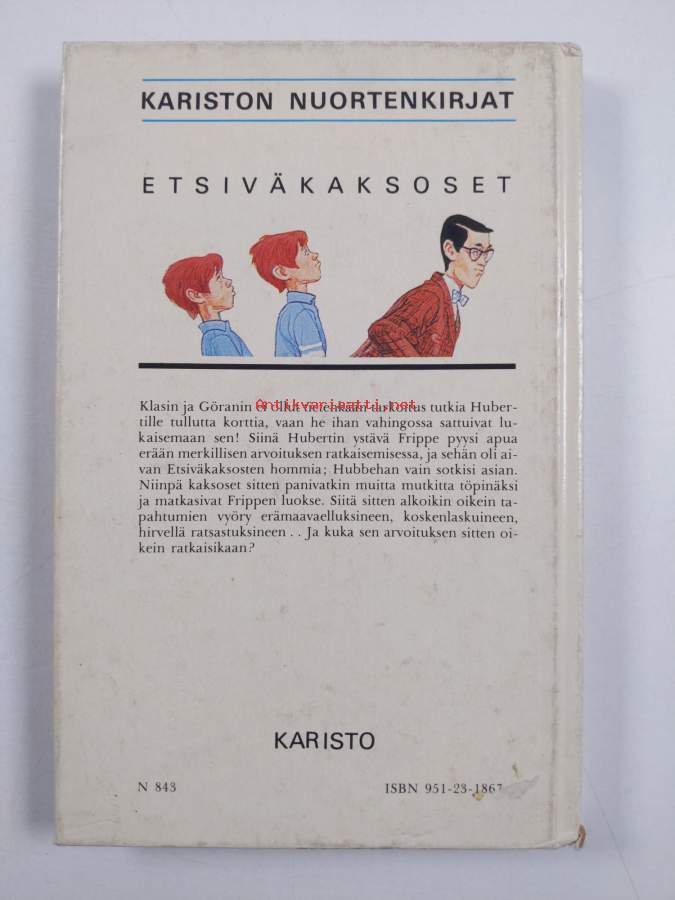 KARISTON NUORTENKIRJAT
ETSIVÄKAKSOSET
Antikvariaatti.net
Klasin ja Göranin ei ollut tietenkään tarkoitus tutkia Huber-
tille tullutta korttia, vaan he ihan vahingossa sattuivat lu-
kaisemaan sen! Siinä Hubertin ystävä Frippe pyysi apua
erään merkillisen arvoituksen ratkaisemisessa, ja sehän oli ai-
van Etsiväkaksosten hommia; Hubbehan vain sotkisi asian.
Niinpä kaksoset sitten panivatkin muitta mutkitta töpinäksi
ja matkasivat Frippen luokse. Siitä sitten alkoikin oikein ta-
pahtumien vyöry erämaavaelluksineen, koskenlaskuineen,
hirvellä ratsastuksineen . . Ja kuka sen arvoituksen sitten oi-
kein ratkaisikaan?
KARISTO
N 843
ISBN 951-23-1867